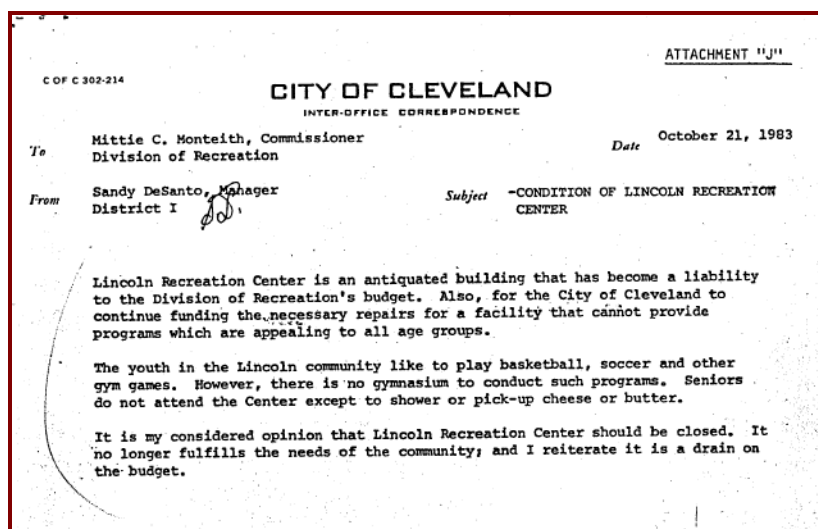 ATTACHMENT "J"
C OF C 302-214
CITY OF CLEVELAND
INTER-OFFICE CORRESPONDENCE
To Mittie C. Monteith, Commissioner
Division of Recreation
Date October 21, 1983
From Sandy DeSanto, Manager
District I
Subject -CONDITION OF LINCOLN RECREATION
CENTER
Lincoln Recreation Center is an antiquated building that has become a liability
to the Division of Recreation's budget. Also, for the City of Cleveland to
continue funding the necessary repairs for a facility that cannot provide
programs which are appealing to all age groups.
The youth in the Lincoln community like to play basketball, soccer and other
gym games. However, there is no gymnasium to conduct such programs. Seniors
do not attend the Center except to shower or pick-up cheese or butter.
It is my considered opinion that Lincoln Recreation Center should be closed. It
no longer fulfills the needs of the community; and I reiterate it is a drain on
the budget.